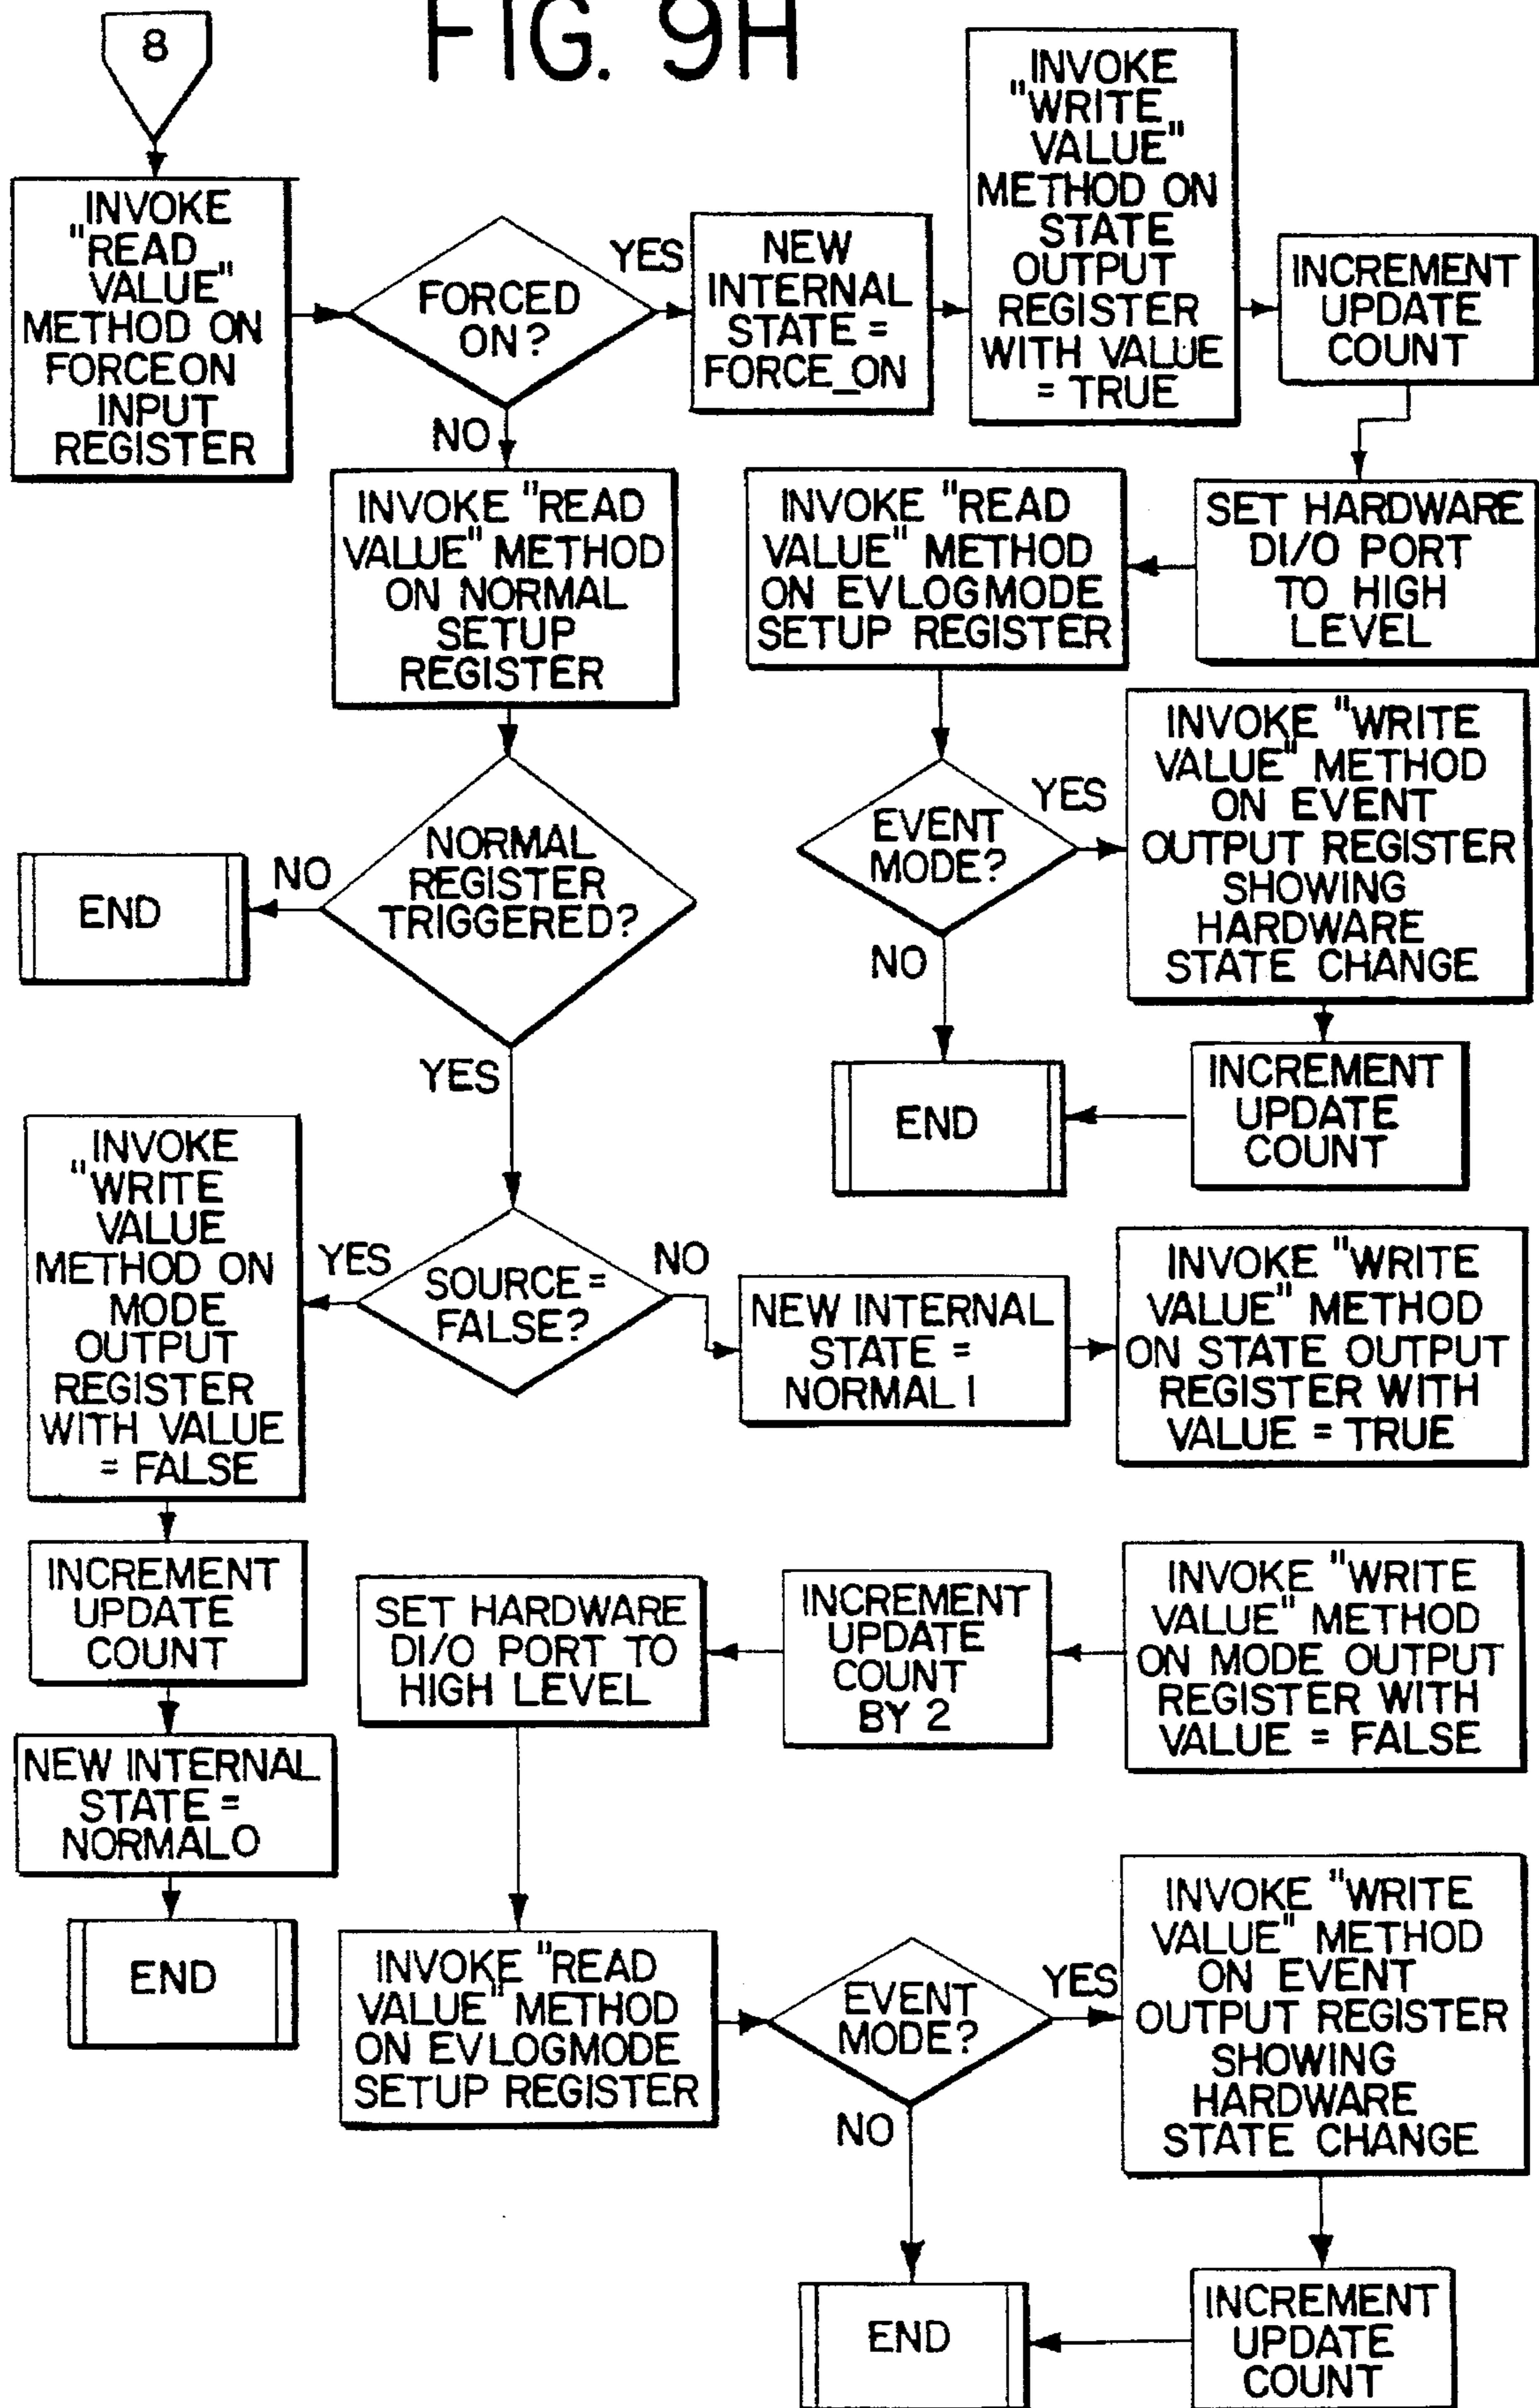 FIG. 9H
8
INVOKE
"READ
VALUE"
METHOD ON
FORCEON
INPUT
REGISTER
FORCED
ON?
YES
NO
NEW
INTERNAL
STATE =
FORCE_ON
INVOKE
"WRITE
VALUE"
METHOD ON
STATE
OUTPUT
REGISTER
WITH VALUE
= TRUE
INCREMENT
UPDATE
COUNT
SET HARDWARE
DI/O PORT
TO HIGH
LEVEL
INVOKE "READ
VALUE" METHOD
ON EVLOGMODE
SETUP REGISTER
INVOKE "READ
VALUE" METHOD
ON NORMAL
SETUP
REGISTER
EVENT
MODE?
YES
NO
INVOKE "WRITE
VALUE" METHOD
ON EVENT
OUTPUT REGISTER
SHOWING
HARDWARE
STATE CHANGE
INCREMENT
UPDATE
COUNT
END
NORMAL
REGISTER
TRIGGERED?
NO
END
YES
SOURCE =
FALSE?
YES
NO
INVOKE
"WRITE
VALUE
METHOD ON
MODE
OUTPUT
REGISTER
WITH VALUE
= FALSE
INCREMENT
UPDATE
COUNT
NEW INTERNAL
STATE =
NORMALO
END
NEW INTERNAL
STATE =
NORMAL I
INVOKE "WRITE
VALUE" METHOD
ON STATE OUTPUT
REGISTER WITH
VALUE = TRUE
INVOKE "WRITE
VALUE" METHOD
ON MODE OUTPUT
REGISTER WITH
VALUE = FALSE
INCREMENT
UPDATE
COUNT
BY 2
SET HARDWARE
DI/O PORT TO
HIGH LEVEL
INVOKE "READ
VALUE" METHOD
ON EVLOGMODE
SETUP REGISTER
EVENT
MODE?
YES
NO
INVOKE "WRITE
VALUE" METHOD
ON EVENT
OUTPUT REGISTER
SHOWING
HARDWARE
STATE CHANGE
INCREMENT
UPDATE
COUNT
END